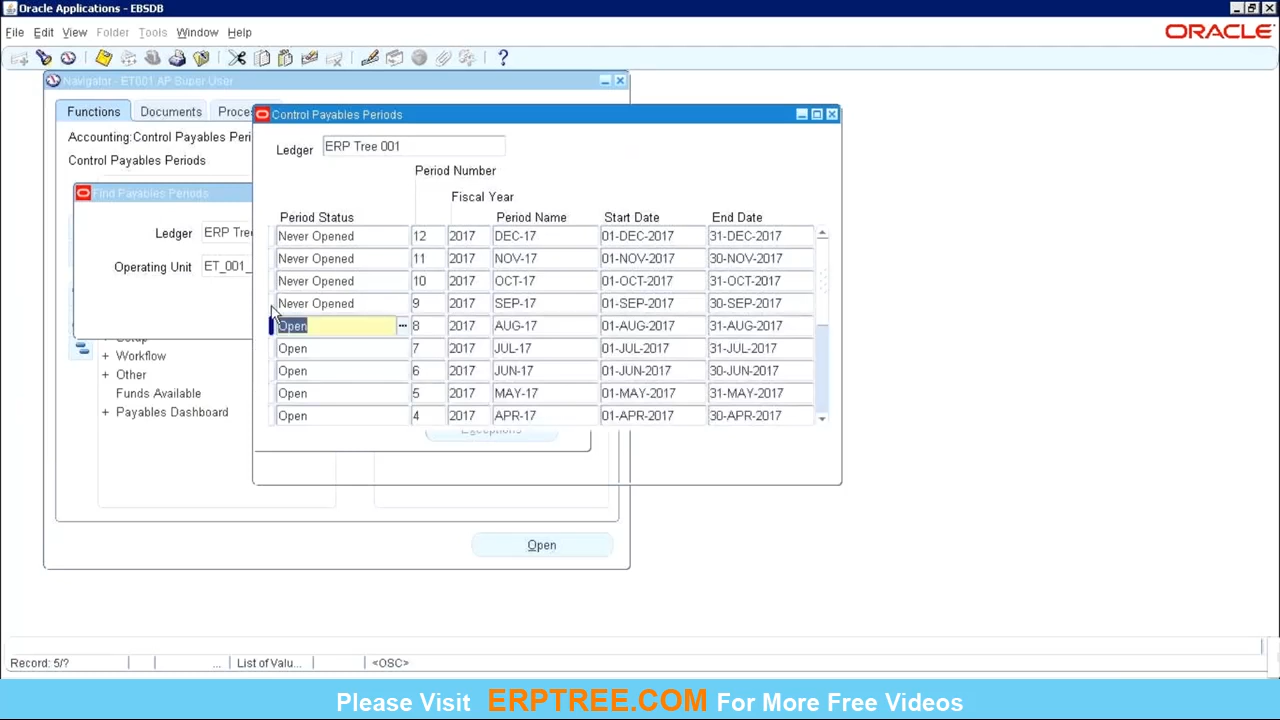 Oracle Applications - EBSDB
File Edit View Folder Tools Window Help
ORACLE
Navigator - ET001 AP Super User
Functions Documents
Control Payables Periods
Accounting:Control Payables Peri
Control Payables Periods
Find Payables Periods
Ledger ERP Tree 001
Period Number
Fiscal Year
Period Status Period Name Start Date End Date
Ledger
Operating Unit ET_001_
Never Opened 12 2017 DEC-17 01-DEC-2017 31-DEC-2017
Never Opened 11 2017 NOV-17 01-NOV-2017 30-NOV-2017
Never Opened 10 2017 OCT-17 01-OCT-2017 31-OCT-2017
Never Opened 9 2017 SEP-17 01-SEP-2017 30-SEP-2017
Open 8 2017 AUG-17 01-AUG-2017 31-AUG-2017
Open 7 2017 JUL-17 01-JUL-2017 31-JUL-2017
Open 6 2017 JUN-17 01-JUN-2017 30-JUN-2017
Open 5 2017 MAY-17 01-MAY-2017 31-MAY-2017
Open 4 2017 APR-17 01-APR-2017 30-APR-2017
+ Workflow
+ Other
Funds Available
+ Payables Dashboard
Exceptions
Open
Record: 5/? ... List of Valu... <OSC>
Please Visit ERPTREE.COM For More Free Videos